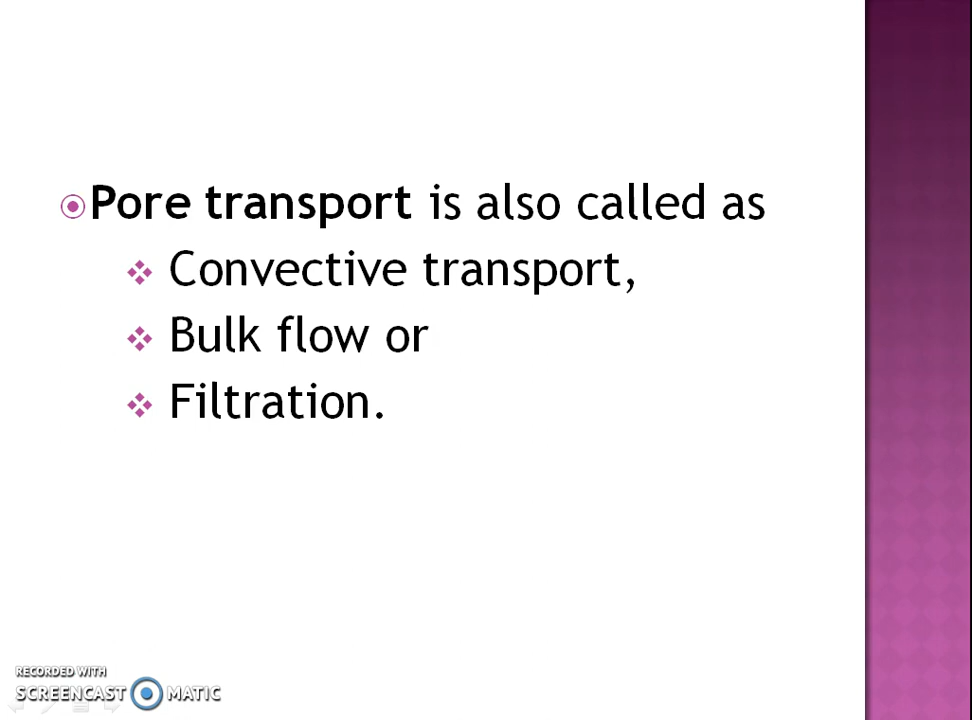 Pore transport is also called as
Convective transport,
Bulk flow or
Filtration.
RECORDED WITH
SCREENCAST MATIC